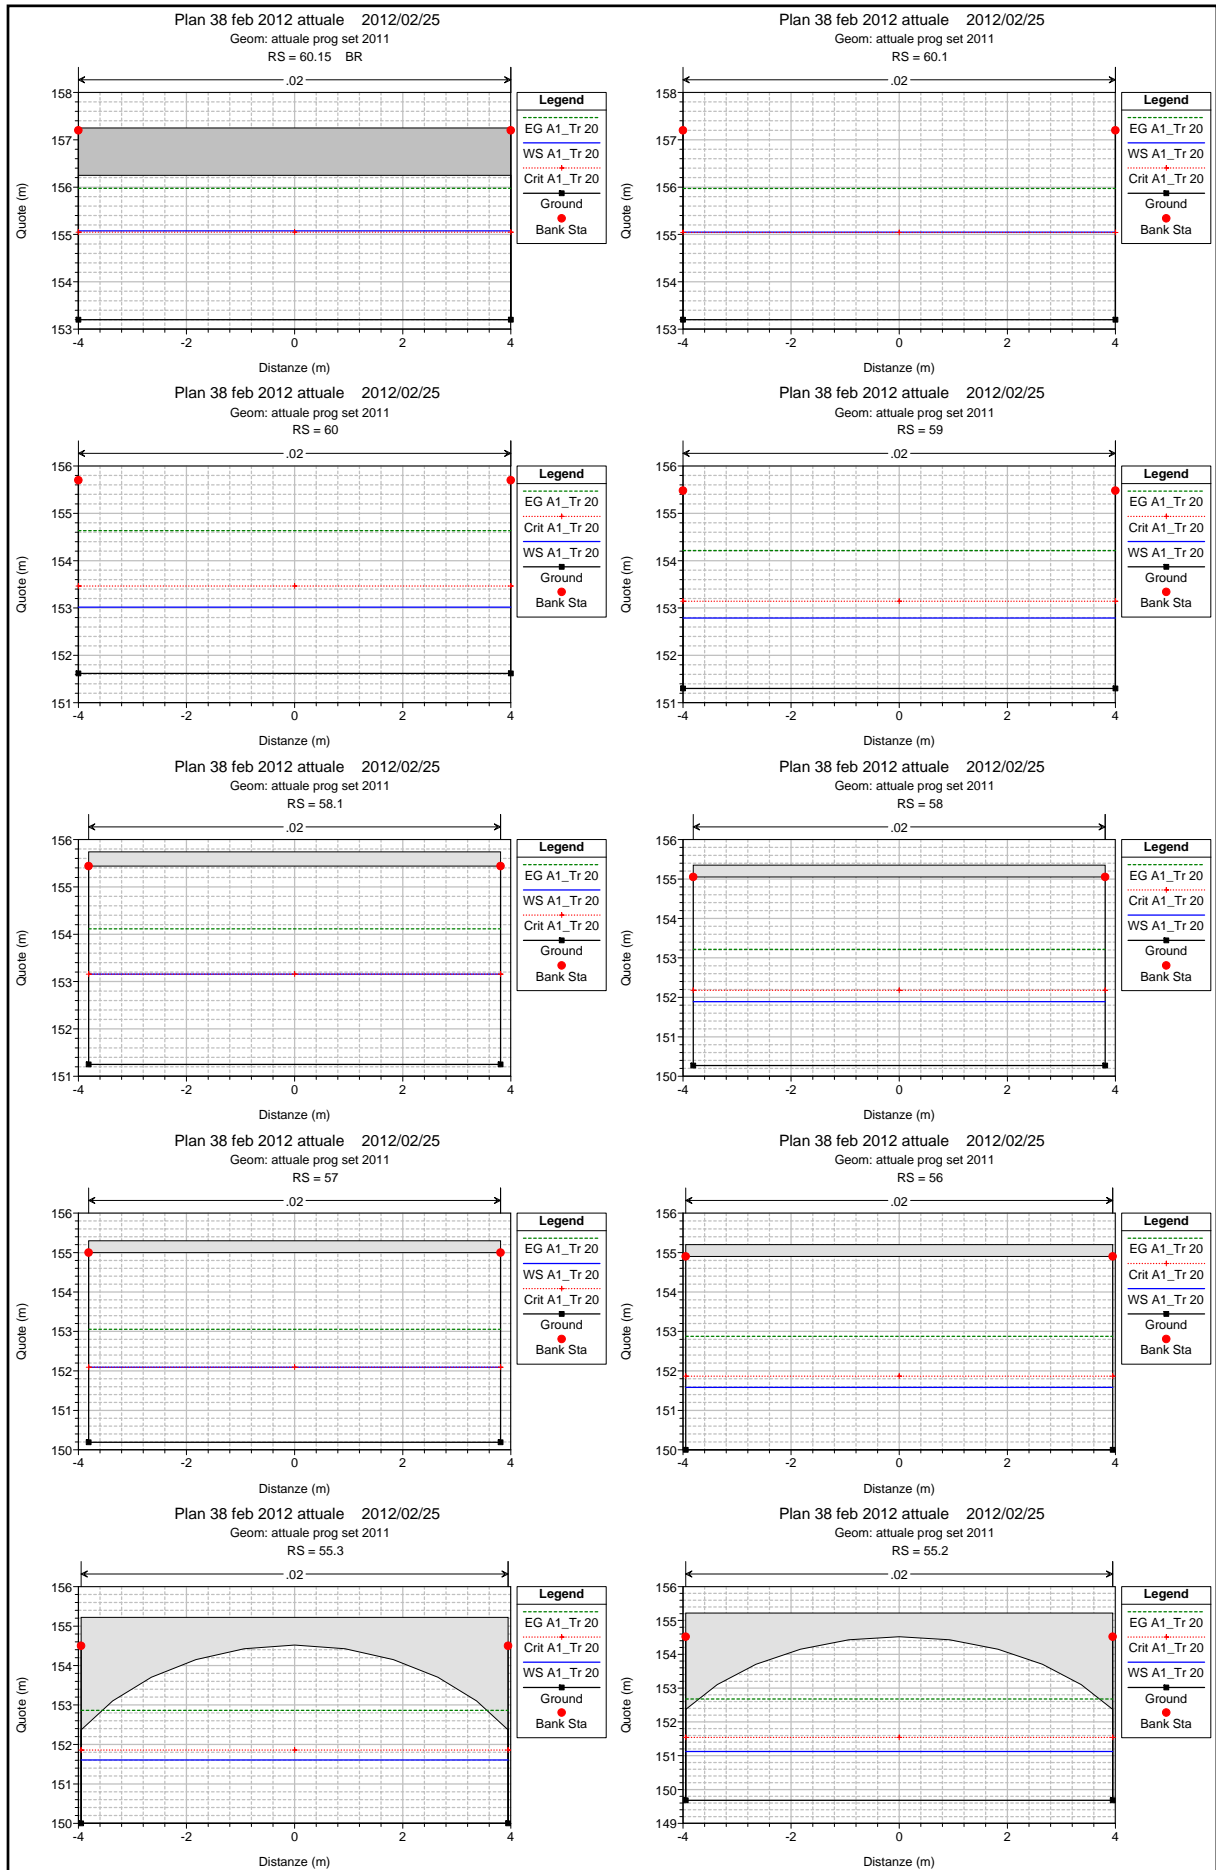 Plan 38 feb 2012 attuale 2012/02/25
Geom: attuale prog set 2011
RS = 60.15 BR
.02
158
157
156
155
154
153
-4
-2
0
2
4
Quote (m)
Distanze (m)
Legend
EG A1_Tr 20
WS A1_Tr 20
Crit A1_Tr 20
Ground
Bank Sta
Plan 38 feb 2012 attuale 2012/02/25
Geom: attuale prog set 2011
RS = 60.1
.02
158
157
156
155
154
153
-4
-2
0
2
4
Quote (m)
Distanze (m)
Legend
EG A1_Tr 20
WS A1_Tr 20
Crit A1_Tr 20
Ground
Bank Sta
Plan 38 feb 2012 attuale 2012/02/25
Geom: attuale prog set 2011
RS = 60
.02
156
155
154
153
152
151
-4
-2
0
2
4
Quote (m)
Distanze (m)
Legend
EG A1_Tr 20
Crit A1_Tr 20
WS A1_Tr 20
Ground
Bank Sta
Plan 38 feb 2012 attuale 2012/02/25
Geom: attuale prog set 2011
RS = 59
.02
156
155
154
153
152
151
-4
-2
0
2
4
Quote (m)
Distanze (m)
Legend
EG A1_Tr 20
Crit A1_Tr 20
WS A1_Tr 20
Ground
Bank Sta
Plan 38 feb 2012 attuale 2012/02/25
Geom: attuale prog set 2011
RS = 58.1
.02
156
155
154
153
152
151
-4
-2
0
2
4
Quote (m)
Distanze (m)
Legend
EG A1_Tr 20
WS A1_Tr 20
Crit A1_Tr 20
Ground
Bank Sta
Plan 38 feb 2012 attuale 2012/02/25
Geom: attuale prog set 2011
RS = 58
.02
156
155
154
153
152
151
150
-4
-2
0
2
4
Quote (m)
Distanze (m)
Legend
EG A1_Tr 20
Crit A1_Tr 20
WS A1_Tr 20
Ground
Bank Sta
Plan 38 feb 2012 attuale 2012/02/25
Geom: attuale prog set 2011
RS = 57
.02
156
155
154
153
152
151
150
-4
-2
0
2
4
Quote (m)
Distanze (m)
Legend
EG A1_Tr 20
WS A1_Tr 20
Crit A1_Tr 20
Ground
Bank Sta
Plan 38 feb 2012 attuale 2012/02/25
Geom: attuale prog set 2011
RS = 56
.02
156
155
154
153
152
151
150
-4
-2
0
2
4
Quote (m)
Distanze (m)
Legend
EG A1_Tr 20
Crit A1_Tr 20
WS A1_Tr 20
Ground
Bank Sta
Plan 38 feb 2012 attuale 2012/02/25
Geom: attuale prog set 2011
RS = 55.3
.02
156
155
154
153
152
151
150
-4
-2
0
2
4
Quote (m)
Distanze (m)
Legend
EG A1_Tr 20
Crit A1_Tr 20
WS A1_Tr 20
Ground
Bank Sta
Plan 38 feb 2012 attuale 2012/02/25
Geom: attuale prog set 2011
RS = 55.2
.02
156
155
154
153
152
151
150
149
-4
-2
0
2
4
Quote (m)
Distanze (m)
Legend
EG A1_Tr 20
Crit A1_Tr 20
WS A1_Tr 20
Ground
Bank Sta